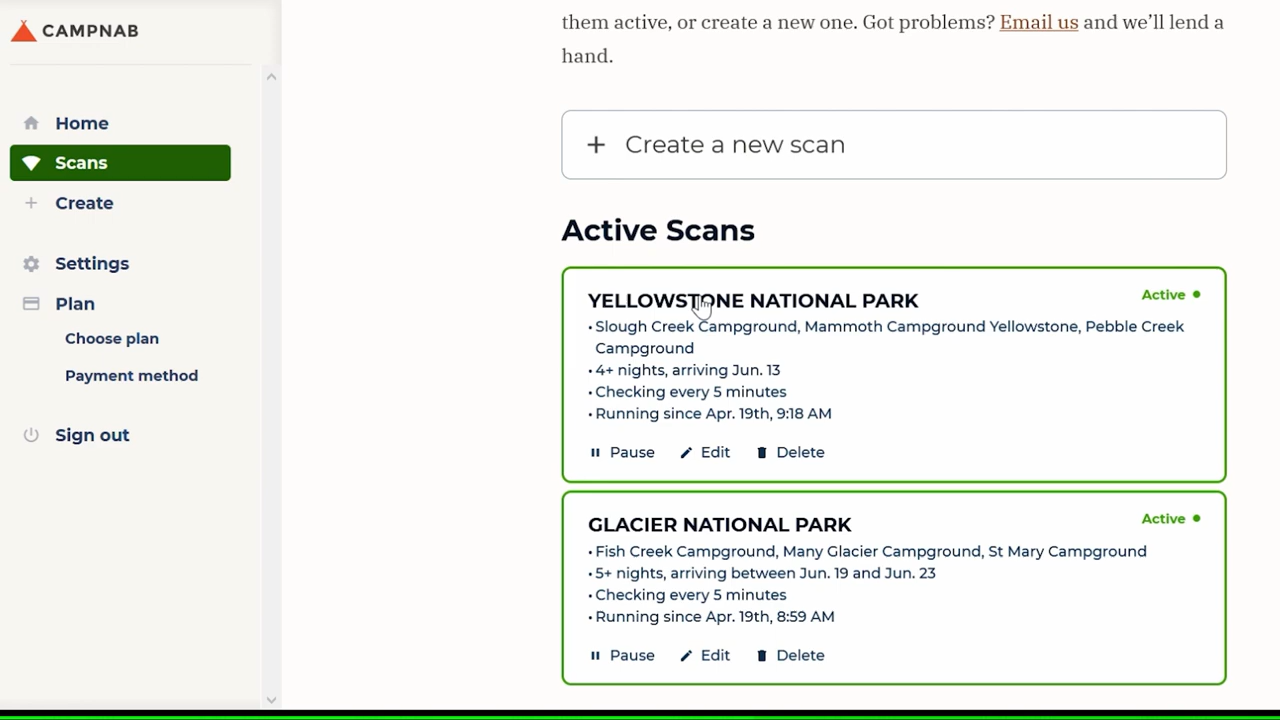 CAMPNAB
Home
Scans
Create
Settings
Plan
Choose plan
Payment method
Sign out
them active, or create a new one. Got problems? Email us and we’ll lend a
hand.
+ Create a new scan
Active Scans
YELLOWSTONE NATIONAL PARK
Active
• Slough Creek Campground, Mammoth Campground Yellowstone, Pebble Creek
Campground
• 4+ nights, arriving Jun. 13
• Checking every 5 minutes
• Running since Apr. 19th, 9:18 AM
Pause Edit Delete
GLACIER NATIONAL PARK
Active
• Fish Creek Campground, Many Glacier Campground, St Mary Campground
• 5+ nights, arriving between Jun. 19 and Jun. 23
• Checking every 5 minutes
• Running since Apr. 19th, 8:59 AM
Pause Edit Delete